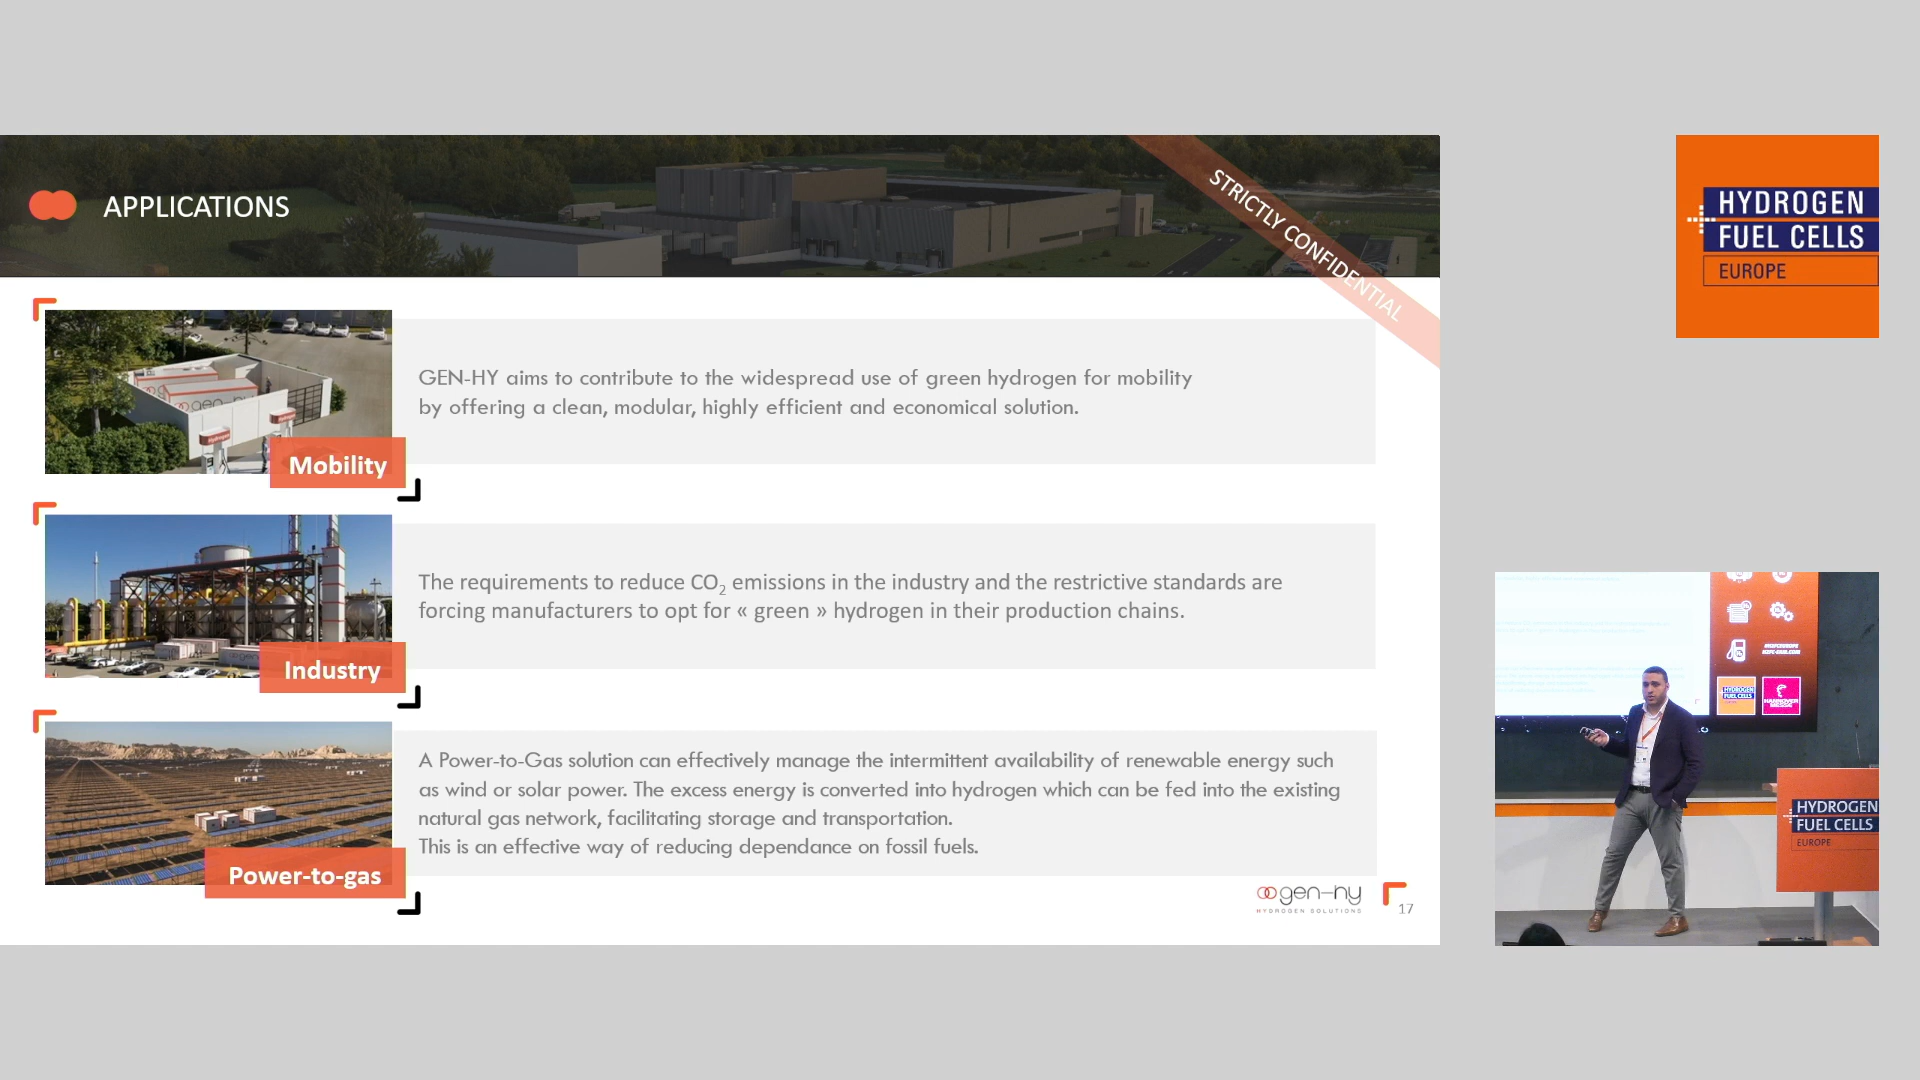 APPLICATIONS
STRICTLY CONFIDENTIAL
HYDROGEN
FUEL CELLS
EUROPE
GEN-HY aims to contribute to the widespread use of green hydrogen for mobility
by offering a clean, modular, highly efficient and economical solution.
Mobility
The requirements to reduce CO₂ emissions in the industry and the restrictive standards are
forcing manufacturers to opt for « green » hydrogen in their production chains.
Industry
A Power-to-Gas solution can effectively manage the intermittent availability of renewable energy such
as wind or solar power. The excess energy is converted into hydrogen which can be fed into the existing
natural gas network, facilitating storage and transportation.
This is an effective way of reducing dependance on fossil fuels.
Power-to-gas
gen-hy
HYDROGEN SOLUTIONS
17
HYDROGEN
FUEL CELLS
HANNOVER
MESSE
HYDROGEN
FUEL CELLS
EUROPE